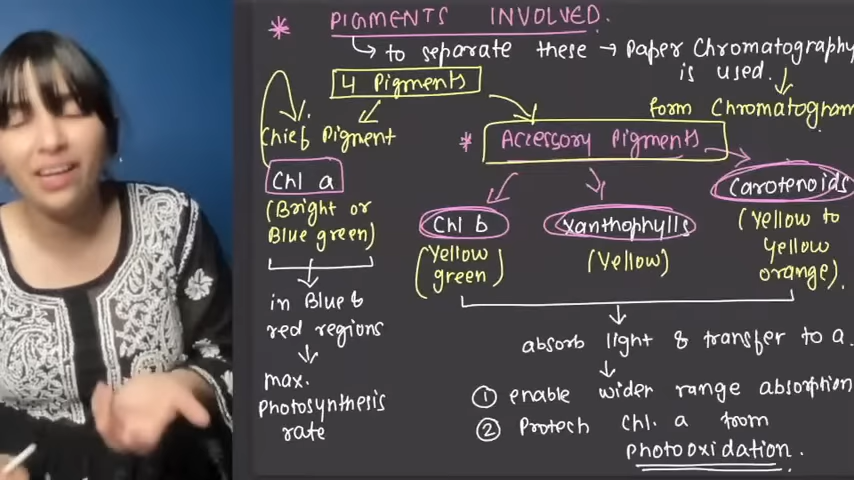 * PIGMENTS INVOLVED.
to separate these → Paper Chromatography
is used.
form Chromatogram.
4 Pigments
Chief Pigment
* Accessory Pigments
Chl a
(Bright or
Blue green)
in Blue &
red regions
max.
Photosynthesis
rate
Chl b
(Yellow
green)
Xanthophylls
(Yellow)
Carotenoids
(Yellow to
yellow
orange).
absorb light & transfer to a.
① enable wider range absorption
② Protech Chl. a from
photooxidation.